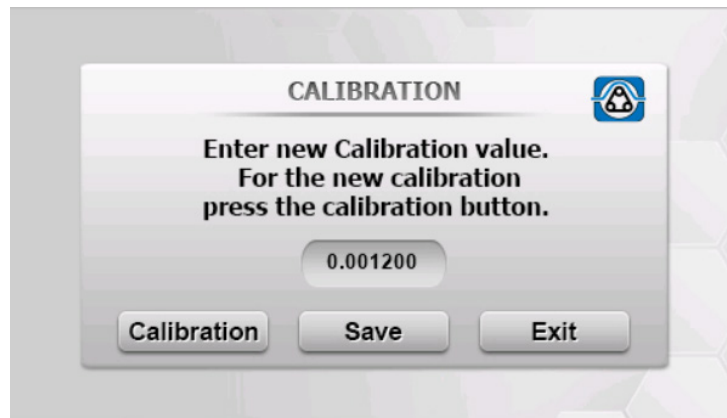 CALIBRATION
Enter new Calibration value.
For the new calibration
press the calibration button.
0.001200
Calibration Save Exit